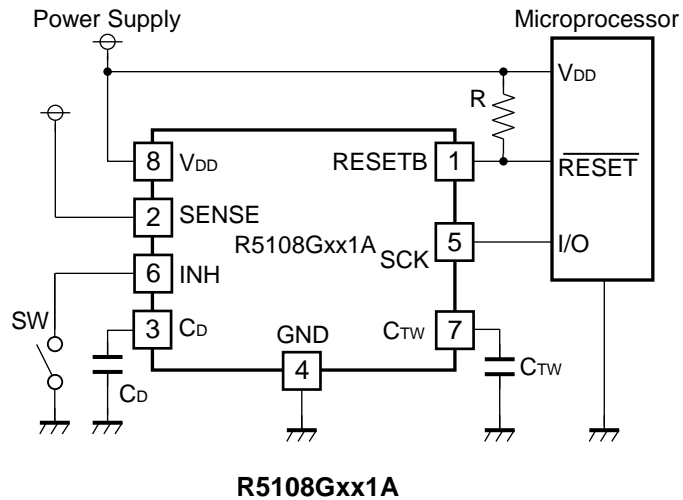 Power Supply
Microprocessor
R
VDD
8
VDD
RESETB
1
RESET
2
SENSE
R5108Gxx1A
SCK
5
I/O
6
INH
SW
3
CD
GND
CTW
7
CD
4
CTW
R5108Gxx1A